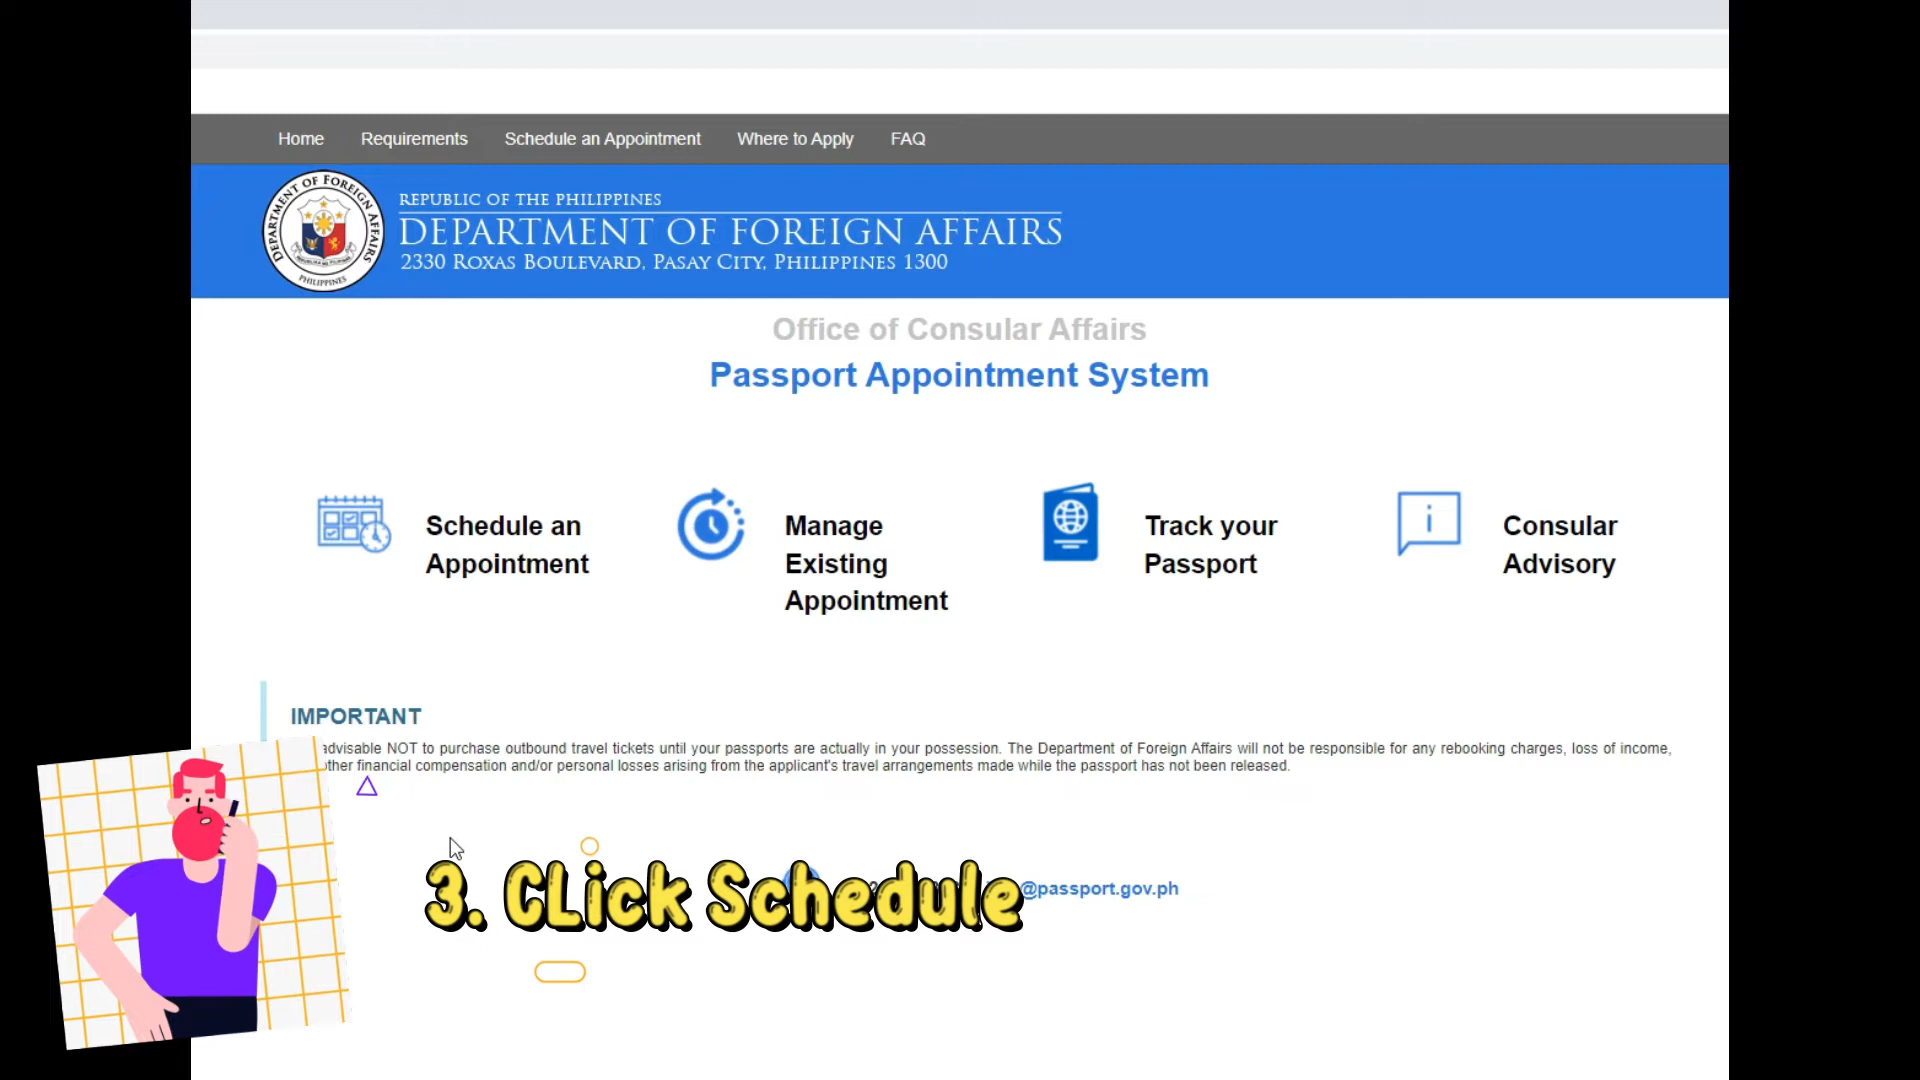 Home Requirements Schedule an Appointment Where to Apply FAQ
DEPARTMENT OF FOREIGN AFFAIRS
PHILIPPINES
REPUBLIC OF THE PHILIPPINES
DEPARTMENT OF FOREIGN AFFAIRS
2330 ROXAS BOULEVARD, PASAY CITY, PHILIPPINES 1300
Office of Consular Affairs
Passport Appointment System
Schedule an
Appointment
Manage
Existing
Appointment
Track your
Passport
Consular
Advisory
IMPORTANT
advisable NOT to purchase outbound travel tickets until your passports are actually in your possession. The Department of Foreign Affairs will not be responsible for any rebooking charges, loss of income,
other financial compensation and/or personal losses arising from the applicant's travel arrangements made while the passport has not been released.
@passport.gov.ph
3. CLick Schedule